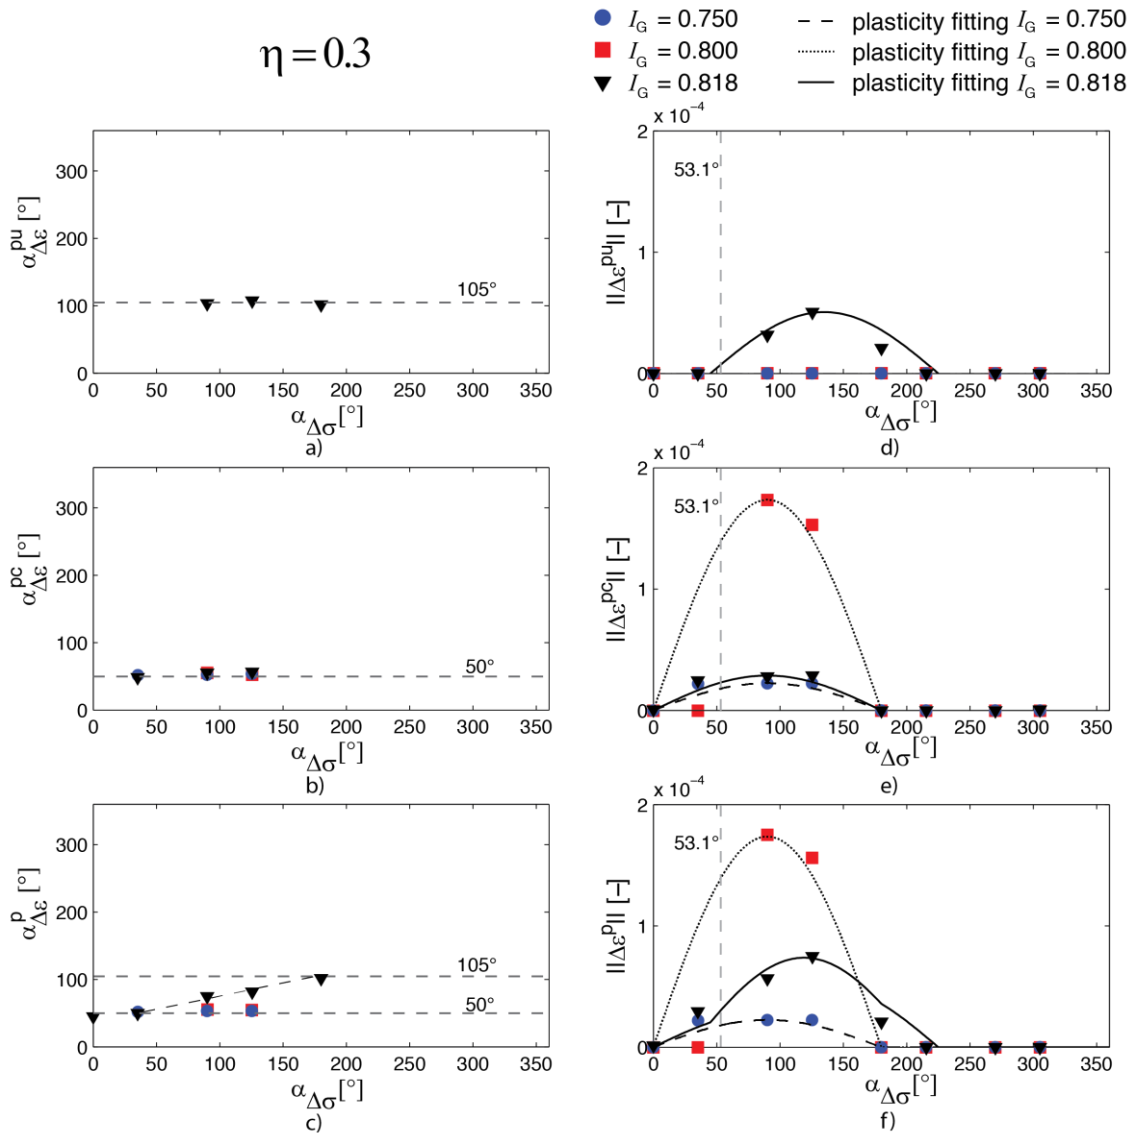 η = 0.3
I_G = 0.750
I_G = 0.800
I_G = 0.818
plasticity fitting I_G = 0.750
plasticity fitting I_G = 0.800
plasticity fitting I_G = 0.818
α^pu_Δε [°]
300
200
100
0
105°
0 50 100 150 200 250 300 350
α_Δσ[°]
a)
x 10⁻⁴
||Δε^pu|| [–]
2
1
0
53.1°
0 50 100 150 200 250 300 350
α_Δσ[°]
d)
α^pc_Δε [°]
300
200
100
0
50°
0 50 100 150 200 250 300 350
α_Δσ[°]
b)
x 10⁻⁴
||Δε^pc|| [–]
2
1
0
53.1°
0 50 100 150 200 250 300 350
α_Δσ[°]
e)
α^p_Δε [°]
300
200
100
0
105°
50°
0 50 100 150 200 250 300 350
α_Δσ[°]
c)
x 10⁻⁴
||Δε^p|| [–]
2
1
0
53.1°
0 50 100 150 200 250 300 350
α_Δσ[°]
f)